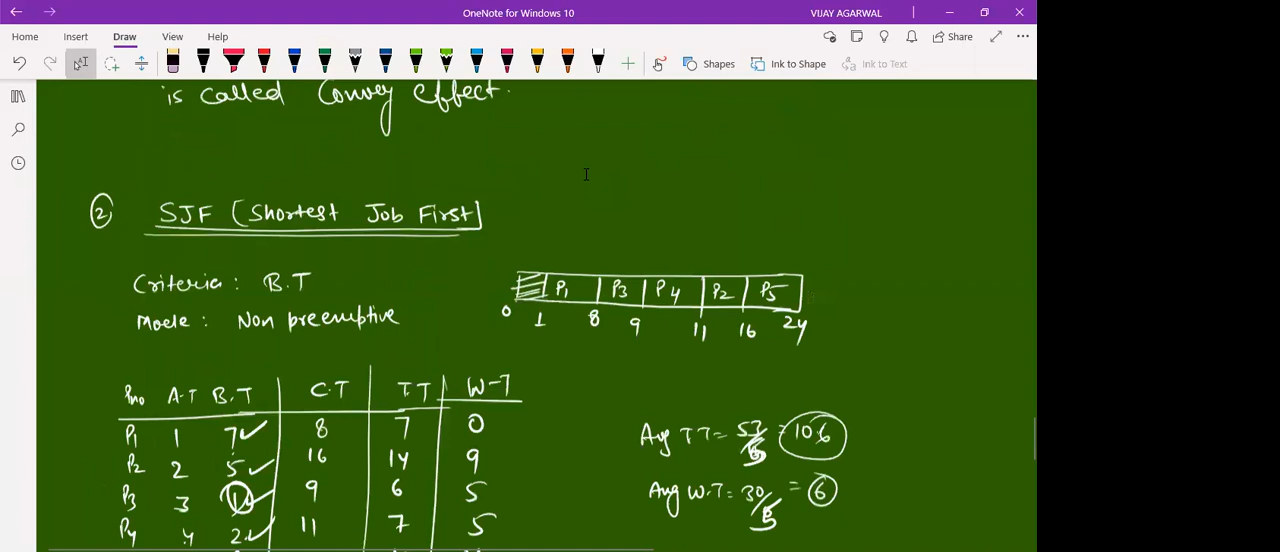 OneNote for Windows 10
VIJAY AGARWAL
Home Insert Draw View Help
Share
Shapes Ink to Shape Ink to Text
is called Convey effect.
2 SJF [Shortest Job First]
Criteria : B.T
Mode : Non preemptive
P1 P3 P4 P2 P5
0 1 8 9 11 16 24
Pno A.T B.T C.T T.T W-T
P1 1 7 8 7 0
P2 2 5 16 14 9
P3 3 1 9 6 5
P4 4 2 11 7 5
Avg T T = 53/5 = 10.6
Avg W.T = 30/5 = 6